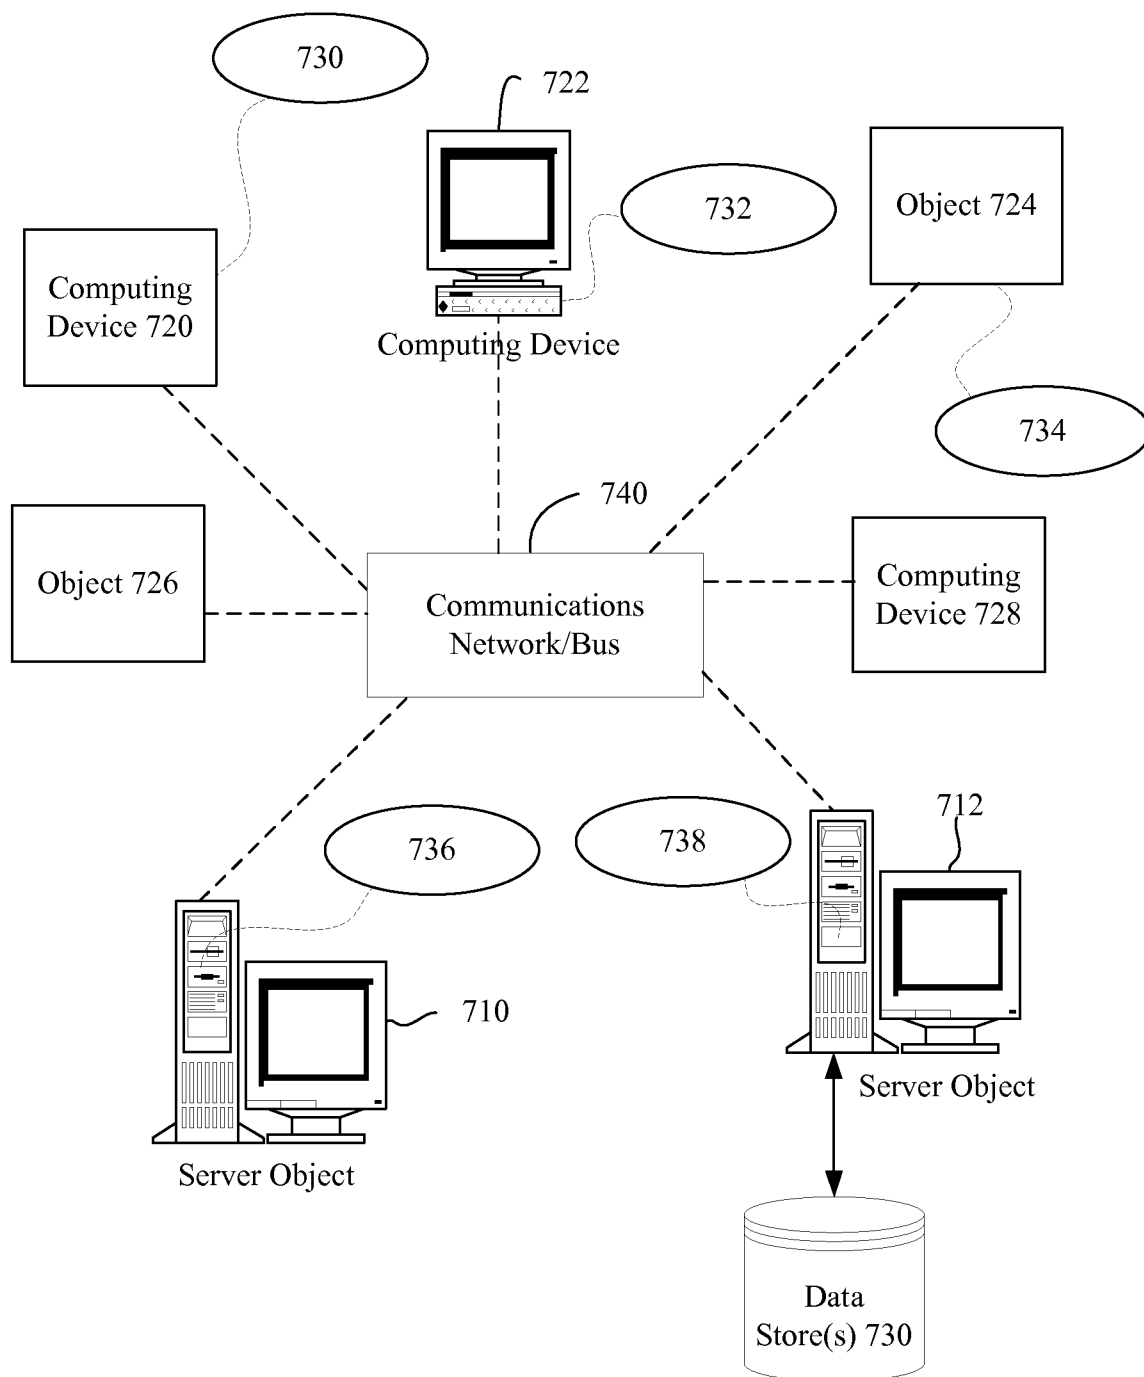 730
722
732
Object 724
Computing
Device 720
Computing Device
734
740
Object 726
Communications
Network/Bus
Computing
Device 728
736
738
712
710
Server Object
Server Object
Data
Store(s) 730